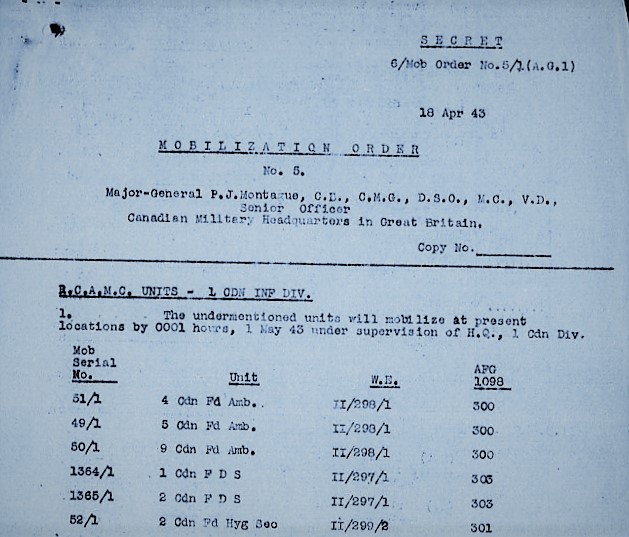 SECRET
6/Mob Order No.5/1(A.G.1)
18 Apr 43
MOBILIZATION ORDER
No. 5.
Major-General P.J.Montague, C.B., C.M.G., D.S.O., M.C., V.D.,
Senior Officer
Canadian Military Headquarters in Great Britain.
Copy No.
R.C.A.M.C. UNITS - 1 CDN INF DIV.
1. The undermentioned units will mobilize at present
locations by 0001 hours, 1 May 43 under supervision of H.Q., 1 Cdn Div.
Mob
Serial
No. Unit W.E. AFG
1098
51/1 4 Cdn Fd Amb. II/298/1 300
49/1 5 Cdn Fd Amb. II/298/1 300
50/1 9 Cdn Fd Amb. II/298/1 300
1364/1 1 Cdn F D S II/297/1 303
1365/1 2 Cdn F D S II/297/1 303
52/1 2 Cdn Fd Hyg Sec II/299/2 301